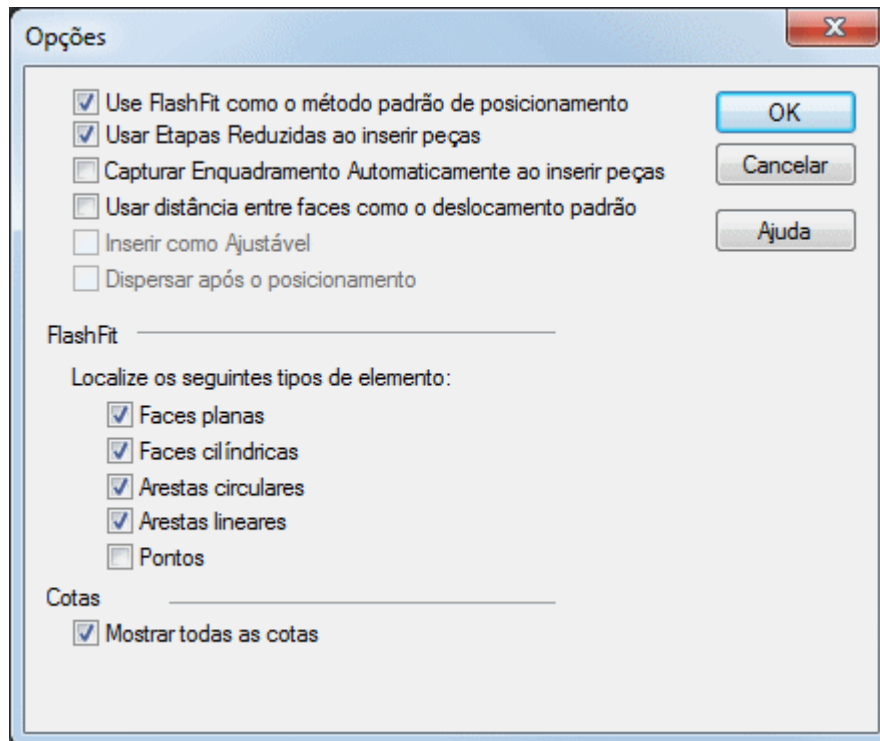 Opções
Use FlashFit como o método padrão de posicionamento
OK
Usar Etapas Reduzidas ao inserir peças
Capturar Enquadramento Automaticamente ao inserir peças
Cancelar
Usar distância entre faces como o deslocamento padrão
Ajuda
Inserir como Ajustável
Dispersar após o posicionamento
FlashFit
Localize os seguintes tipos de elemento:
Faces planas
Faces cilíndricas
Arestas circulares
Arestas lineares
Pontos
Cotas
Mostrar todas as cotas